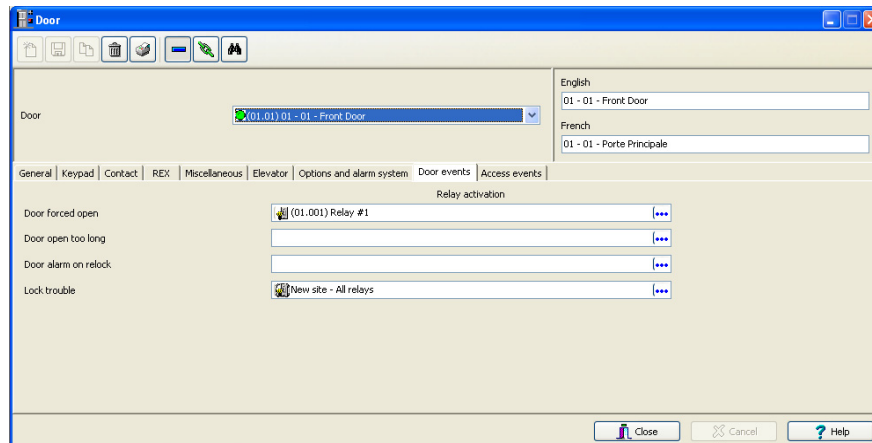 Door
English
01 - 01 - Front Door
Door
(01.01) 01 - 01 - Front Door
French
01 - 01 - Porte Principale
General Keypad Contact REX Miscellaneous Elevator Options and alarm system Door events Access events
Relay activation
Door forced open (01.001) Relay #1
Door open too long
Door alarm on relock
Lock trouble New site - All relays
Close Cancel ? Help